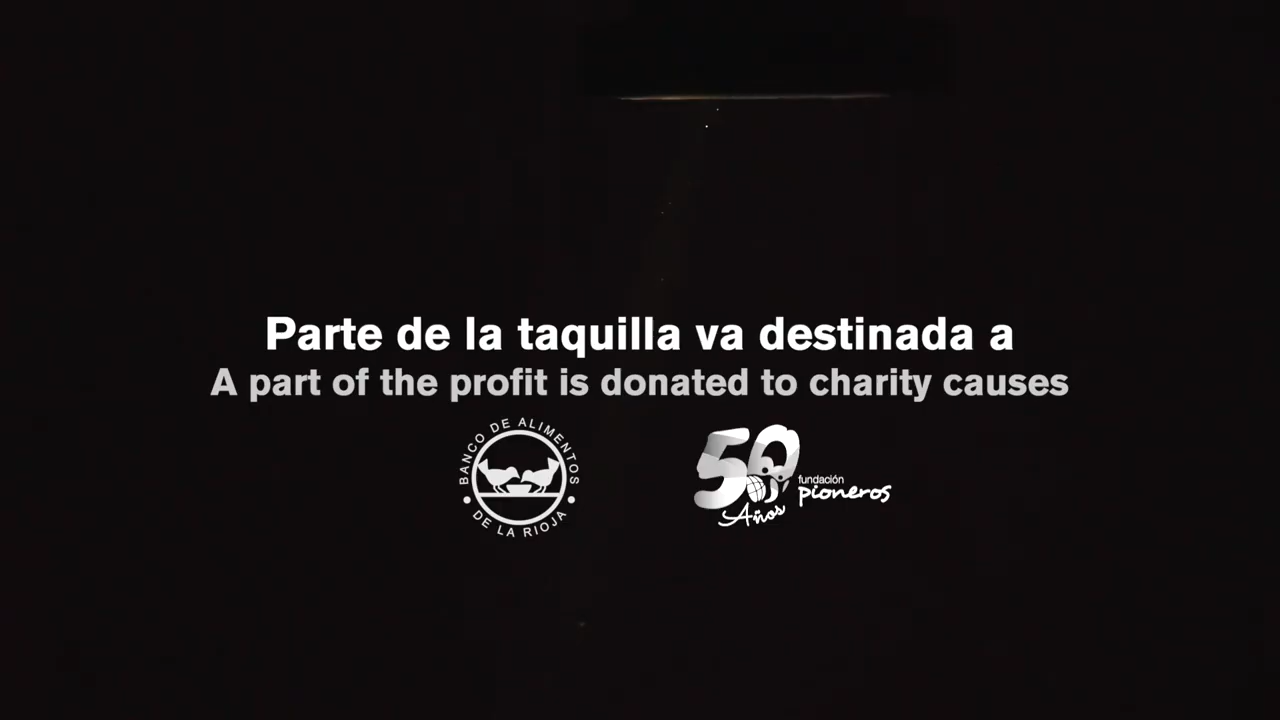 Parte de la taquilla va destinada a
A part of the profit is donated to charity causes
BANCO DE ALIMENTOS
DE LA RIOJA
50
Años
fundación
pioneros